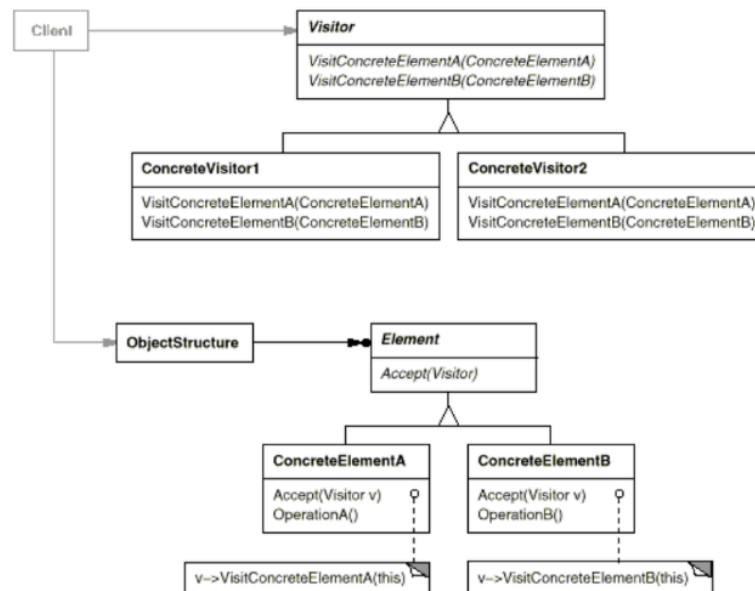 Client
Visitor
VisitConcreteElementA(ConcreteElementA)
VisitConcreteElementB(ConcreteElementB)
ConcreteVisitor1
VisitConcreteElementA(ConcreteElementA)
VisitConcreteElementB(ConcreteElementB)
ConcreteVisitor2
VisitConcreteElementA(ConcreteElementA)
VisitConcreteElementB(ConcreteElementB)
ObjectStructure
Element
Accept(Visitor)
ConcreteElementA
Accept(Visitor v)
OperationA()
ConcreteElementB
Accept(Visitor v)
OperationB()
v->VisitConcreteElementA(this)
v->VisitConcreteElementB(this)